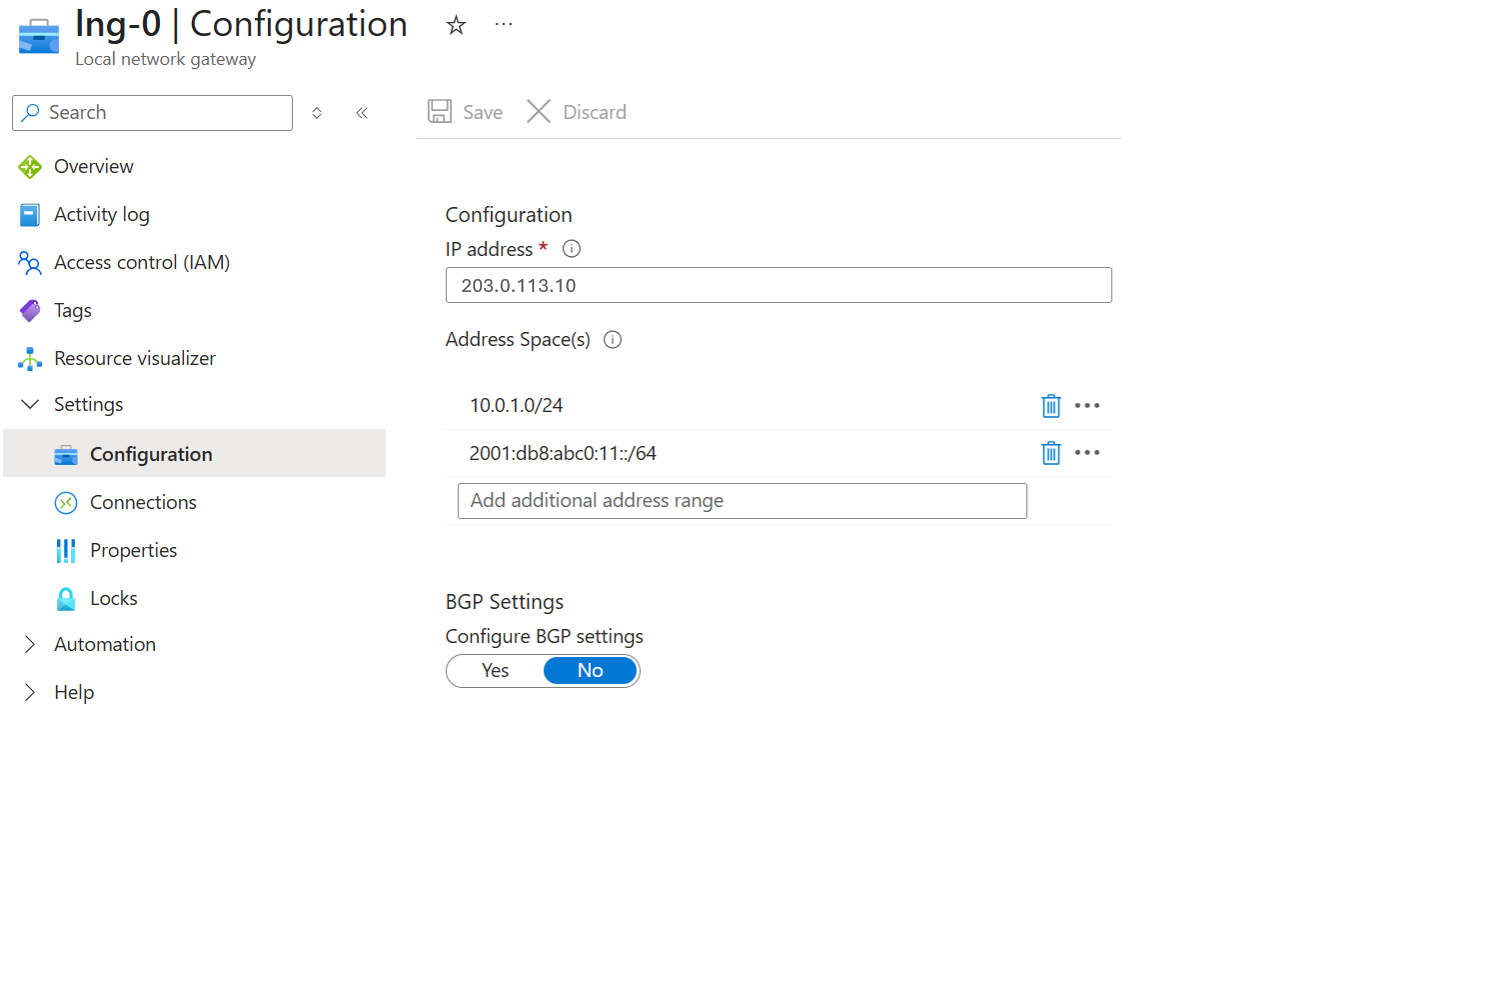 lng-0 | Configuration
Local network gateway
Search
Save
Discard
Overview
Activity log
Access control (IAM)
Tags
Resource visualizer
Settings
Configuration
Connections
Properties
Locks
Automation
Help
Configuration
IP address *
203.0.113.10
Address Space(s)
10.0.1.0/24
2001:db8:abc0:11::/64
Add additional address range
BGP Settings
Configure BGP settings
Yes
No